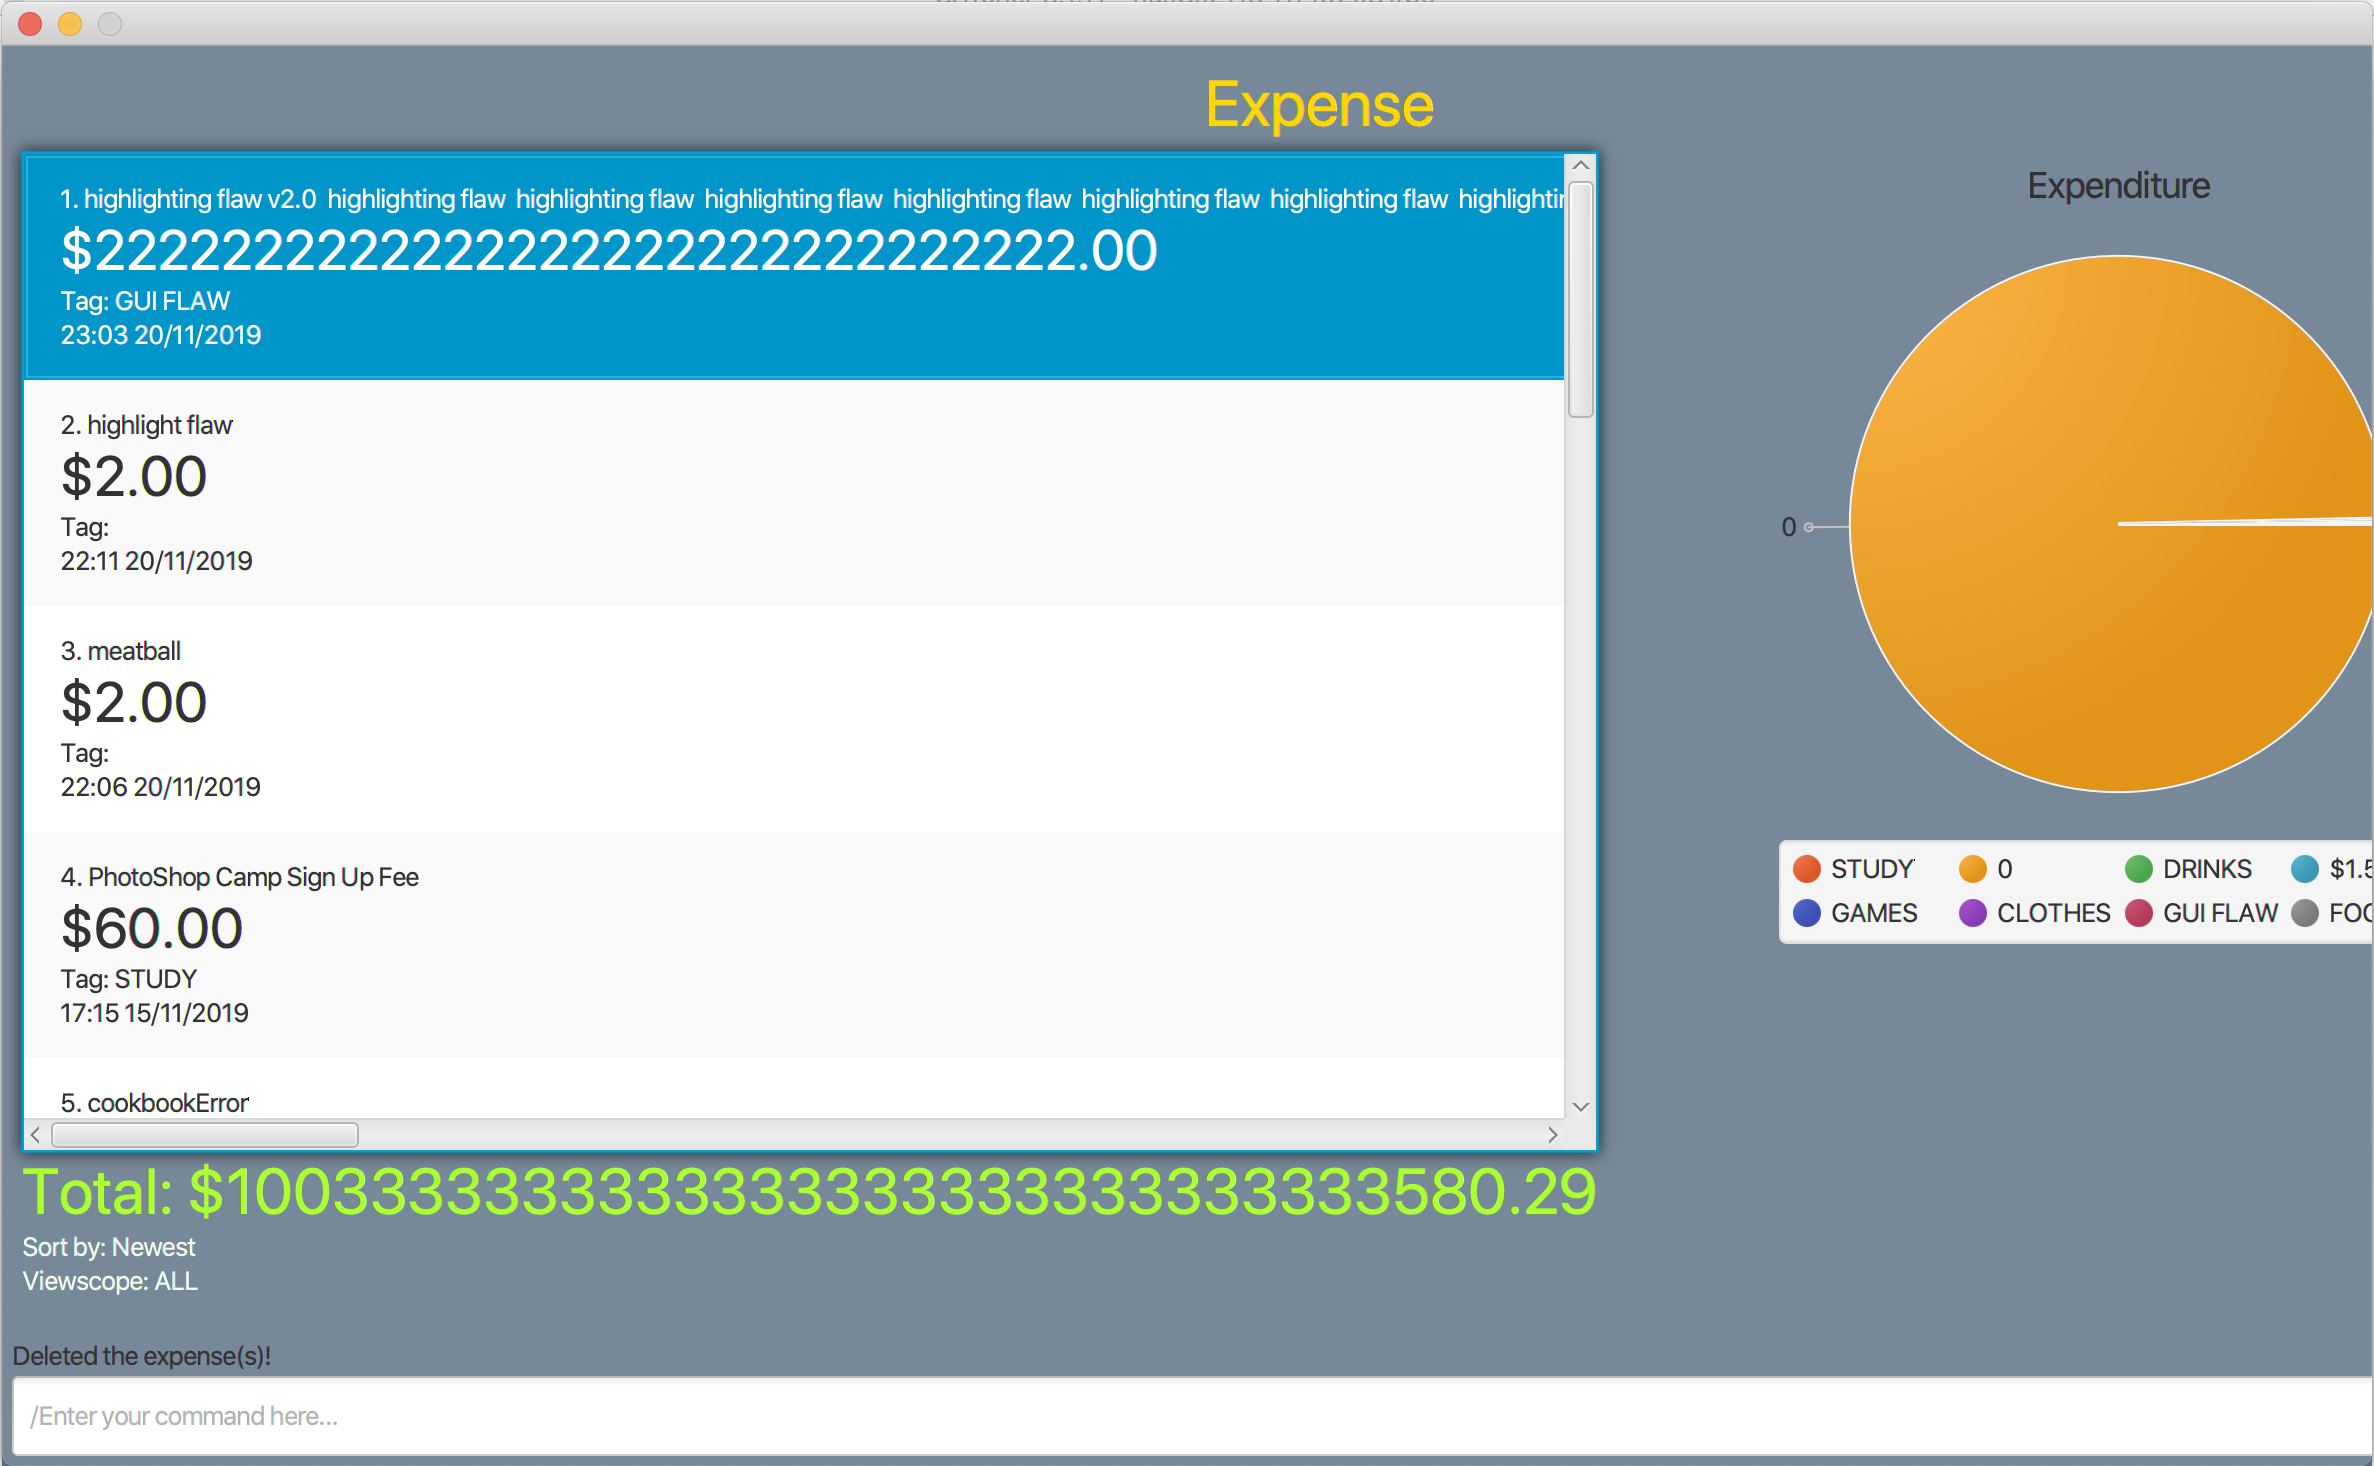 Expense
1. highlighting flaw v2.0 highlighting flaw highlighting flaw highlighting flaw highlighting flaw highlighting flaw highlighting flaw highlightin
$2222222222222222222222222222222.00
Tag: GUI FLAW
23:03 20/11/2019
2. highlight flaw
$2.00
Tag:
22:11 20/11/2019
3. meatball
$2.00
Tag:
22:06 20/11/2019
4. PhotoShop Camp Sign Up Fee
$60.00
Tag: STUDY
17:15 15/11/2019
5. cookbookError
Total: $1003333333333333333333333333333580.29
Sort by: Newest
Viewscope: ALL
Deleted the expense(s)!
/Enter your command here...
Expenditure
0
STUDY 0 DRINKS $1.5
GAMES CLOTHES GUI FLAW